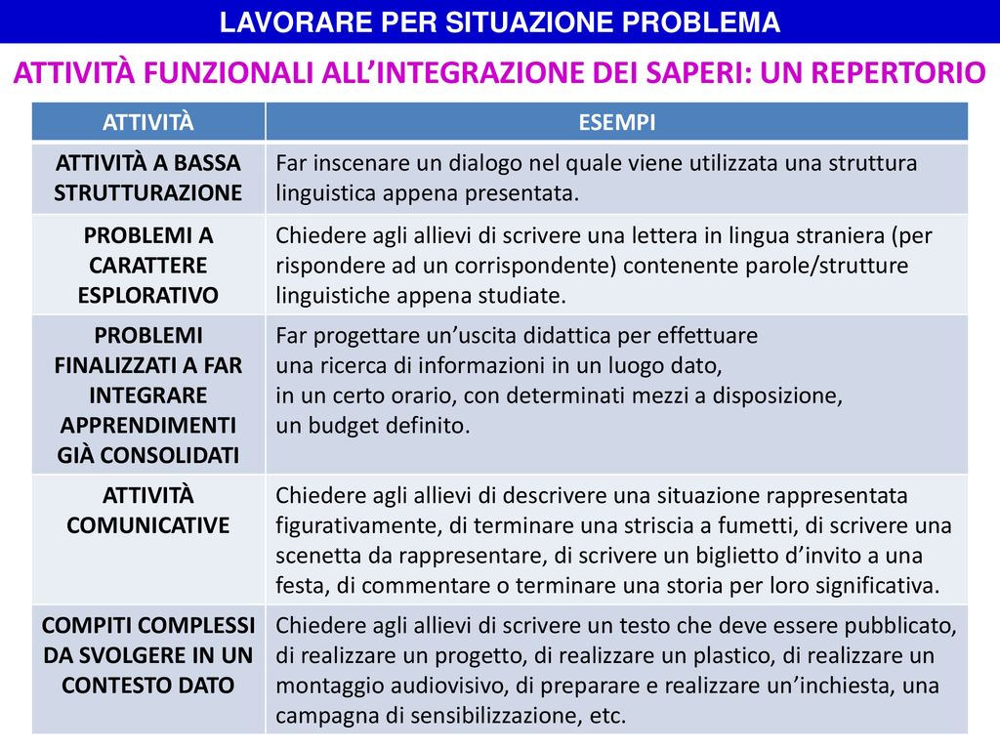 LAVORARE PER SITUAZIONE PROBLEMA
ATTIVITÀ FUNZIONALI ALL’INTEGRAZIONE DEI SAPERI: UN REPERTORIO
ATTIVITÀ
ESEMPI
ATTIVITÀ A BASSA
STRUTTURAZIONE
Far inscenare un dialogo nel quale viene utilizzata una struttura
linguistica appena presentata.
PROBLEMI A
CARATTERE
ESPLORATIVO
Chiedere agli allievi di scrivere una lettera in lingua straniera (per
rispondere ad un corrispondente) contenente parole/strutture
linguistiche appena studiate.
PROBLEMI
FINALIZZATI A FAR
INTEGRARE
APPRENDIMENTI
GIÀ CONSOLIDATI
Far progettare un’uscita didattica per effettuare
una ricerca di informazioni in un luogo dato,
in un certo orario, con determinati mezzi a disposizione,
un budget definito.
ATTIVITÀ
COMUNICATIVE
Chiedere agli allievi di descrivere una situazione rappresentata
figurativamente, di terminare una striscia a fumetti, di scrivere una
scenetta da rappresentare, di scrivere un biglietto d’invito a una
festa, di commentare o terminare una storia per loro significativa.
COMPITI COMPLESSI
DA SVOLGERE IN UN
CONTESTO DATO
Chiedere agli allievi di scrivere un testo che deve essere pubblicato,
di realizzare un progetto, di realizzare un plastico, di realizzare un
montaggio audiovisivo, di preparare e realizzare un’inchiesta, una
campagna di sensibilizzazione, etc.